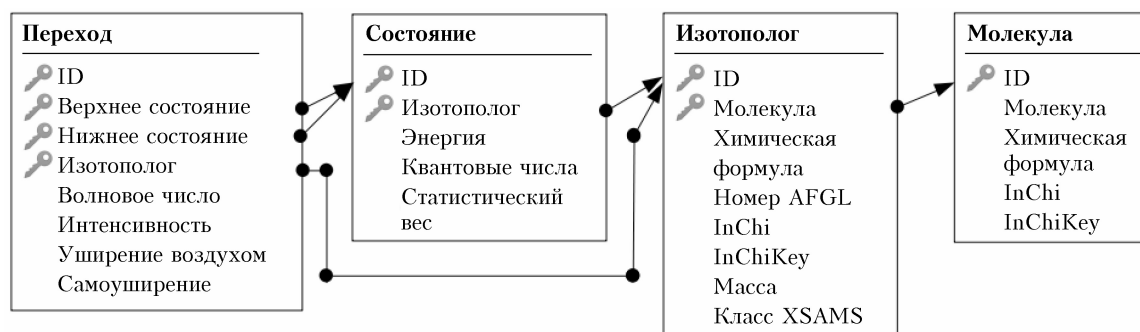 Переход
ID
Верхнее состояние
Нижнее состояние
Изотополог
Волновое число
Интенсивность
Уширение воздухом
Самоуширение
Состояние
ID
Изотополог
Энергия
Квантовые числа
Статистический
вес
Изотополог
ID
Молекула
Химическая
формула
Номер AFGL
InChi
InChiKey
Масса
Класс XSAMS
Молекула
ID
Молекула
Химическая
формула
InChi
InChiKey